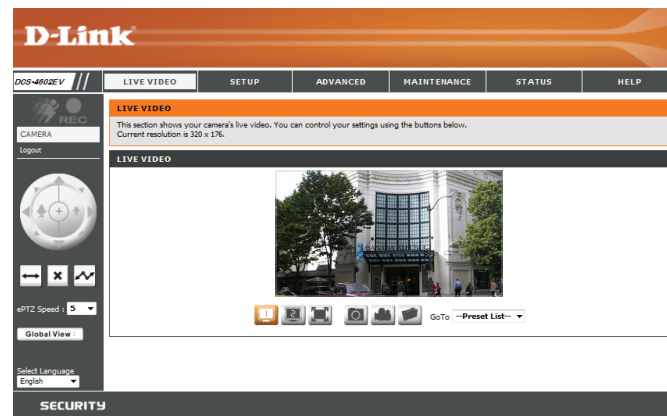 D-Link
DCS-4602EV // LIVE VIDEO SETUP ADVANCED MAINTENANCE STATUS HELP
REC
CAMERA
Logout
ePTZ Speed : 5
Global View :
Select Language
English
LIVE VIDEO
This section shows your camera's live video. You can control your settings using the buttons below.
Current resolution is 320 x 176.
LIVE VIDEO
1 2 GoTo --Preset List--
SECURITY